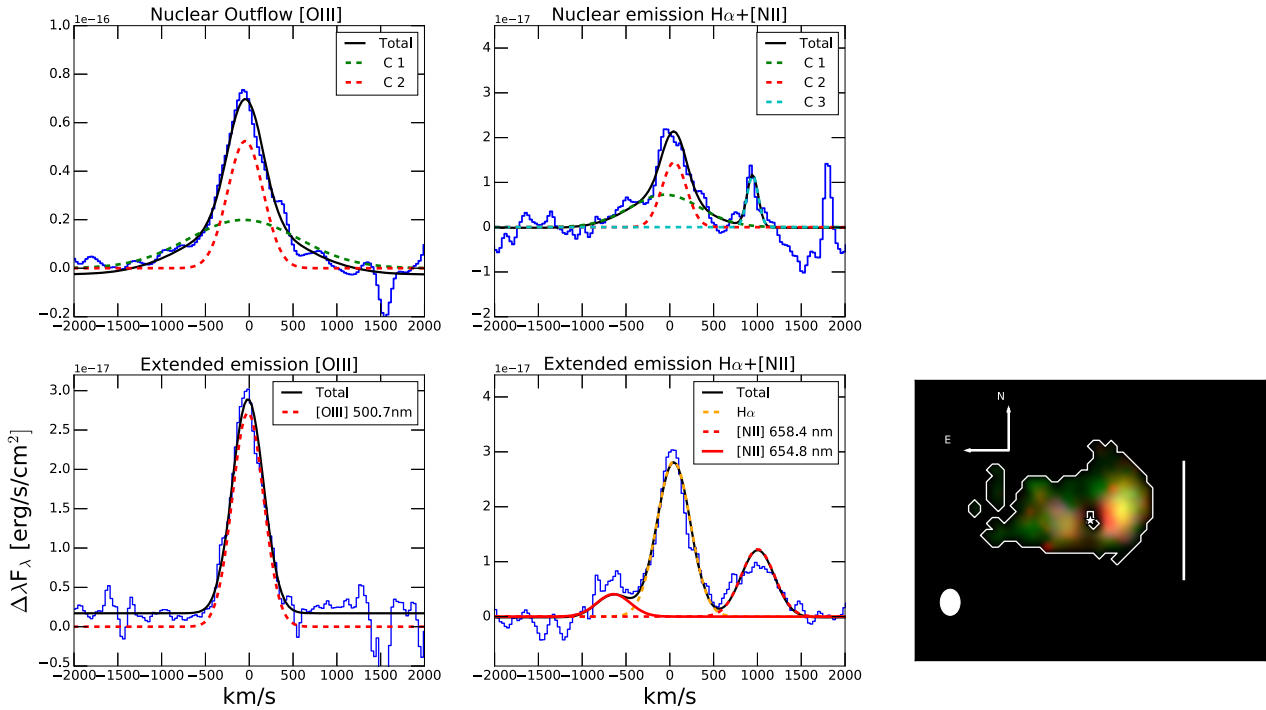 Nuclear Outflow [OIII]
1e−16
1.0
0.8
0.6
0.4
0.2
0.0
−0.2
−2000−1500−1000 −500 0 500 1000 1500 2000
Total
C 1
C 2
Nuclear emission Hα+[NII]
1e−17
4
3
2
1
0
−1
−2
−2000−1500−1000 −500 0 500 1000 1500 2000
Total
C 1
C 2
C 3
Extended emission [OIII]
1e−17
3.0
2.5
2.0
1.5
1.0
0.5
0.0
−0.5
−2000−1500−1000 −500 0 500 1000 1500 2000
km/s
Total
[OIII] 500.7nm
ΔλFλ [erg/s/cm²]
Extended emission Hα+[NII]
1e−17
4
3
2
1
0
−2000−1500−1000 −500 0 500 1000 1500 2000
km/s
Total
Hα
[NII] 658.4 nm
[NII] 654.8 nm
N
E